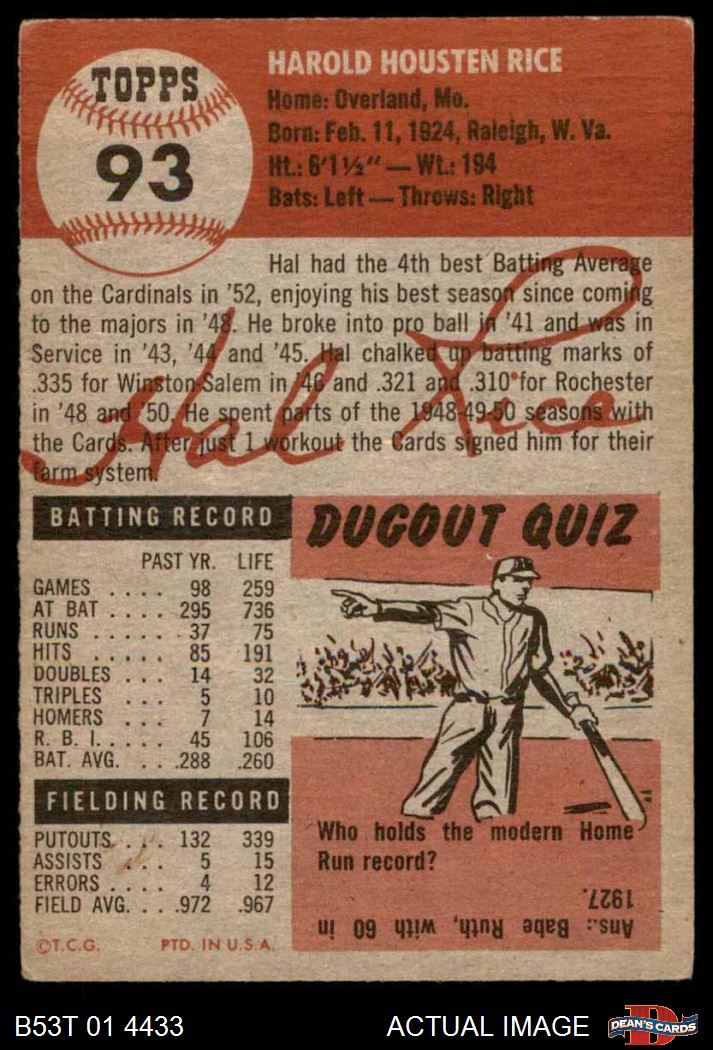 TOPPS
93
HAROLD HOUSTEN RICE
Home: Overland, Mo.
Born: Feb. 11, 1924, Raleigh, W. Va.
Ht.: 6'1½" — Wt.: 194
Bats: Left — Throws: Right
Hal had the 4th best Batting Average
on the Cardinals in '52, enjoying his best season since coming
to the majors in '48. He broke into pro ball in '41 and was in
Service in '43, '44 and '45. Hal chalked up batting marks of
.335 for Winston-Salem in '46 and .321 and .310 for Rochester
in '48 and '50. He spent parts of the 1948-49-50 seasons with
the Cards. After just 1 workout the Cards signed him for their
farm system.
Hal Rice
BATTING RECORD
PAST YR. LIFE
GAMES .... 98 259
AT BAT .... 295 736
RUNS ...... 37 75
HITS ..... 85 191
DOUBLES .... 14 32
TRIPLES ... 5 10
HOMERS ... 7 14
R. B. I. .... 45 106
BAT. AVG. ... .288 .260
FIELDING RECORD
PUTOUTS ... 132 339
ASSISTS ... 5 15
ERRORS .... 4 12
FIELD AVG. ... .972 .967
©T.C.G. PTD. IN U.S.A.
DUGOUT QUIZ
Who holds the modern Home
Run record?
Ans.: Babe Ruth, with 60 in
1927.
B53T 01 4433
ACTUAL IMAGE
D
DEAN'S CARDS